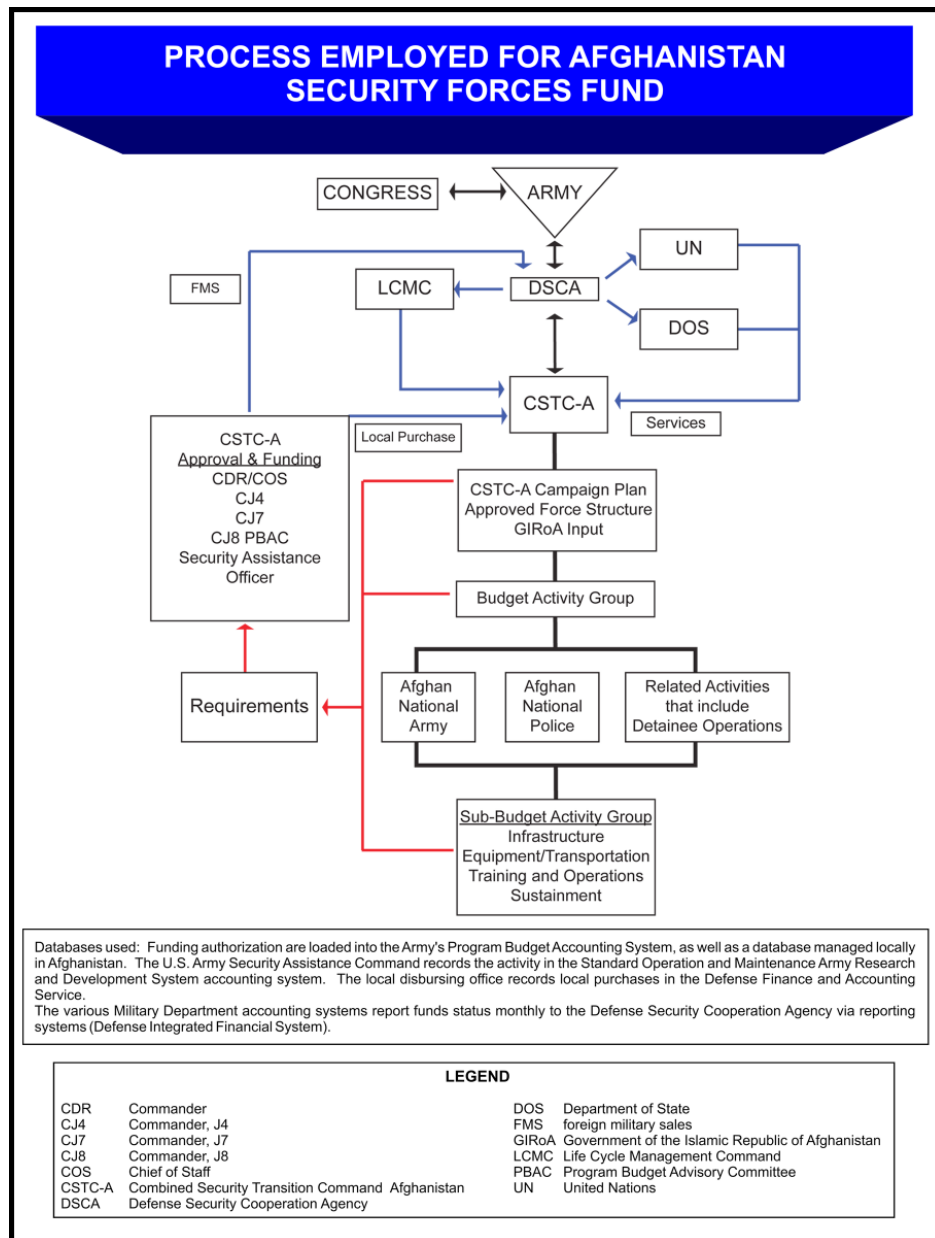 PROCESS EMPLOYED FOR AFGHANISTAN
SECURITY FORCES FUND
CONGRESS
ARMY
UN
FMS
LCMC
DSCA
DOS
CSTC-A
Services
Local Purchase
CSTC-A
Approval & Funding
CDR/COS
CJ4
CJ7
CJ8 PBAC
Security Assistance
Officer
CSTC-A Campaign Plan
Approved Force Structure
GIRoA Input
Budget Activity Group
Requirements
Afghan
National
Army
Afghan
National
Police
Related Activities
that include
Detainee Operations
Sub-Budget Activity Group
Infrastructure
Equipment/Transportation
Training and Operations
Sustainment
Databases used: Funding authorization are loaded into the Army's Program Budget Accounting System, as well as a database managed locally
in Afghanistan. The U.S. Army Security Assistance Command records the activity in the Standard Operation and Maintenance Army Research
and Development System accounting system. The local disbursing office records local purchases in the Defense Finance and Accounting
Service.
The various Military Department accounting systems report funds status monthly to the Defense Security Cooperation Agency via reporting
systems (Defense Integrated Financial System).
LEGEND
CDR Commander
CJ4 Commander, J4
CJ7 Commander, J7
CJ8 Commander, J8
COS Chief of Staff
CSTC-A Combined Security Transition Command Afghanistan
DSCA Defense Security Cooperation Agency
DOS Department of State
FMS foreign military sales
GIRoA Government of the Islamic Republic of Afghanistan
LCMC Life Cycle Management Command
PBAC Program Budget Advisory Committee
UN United Nations